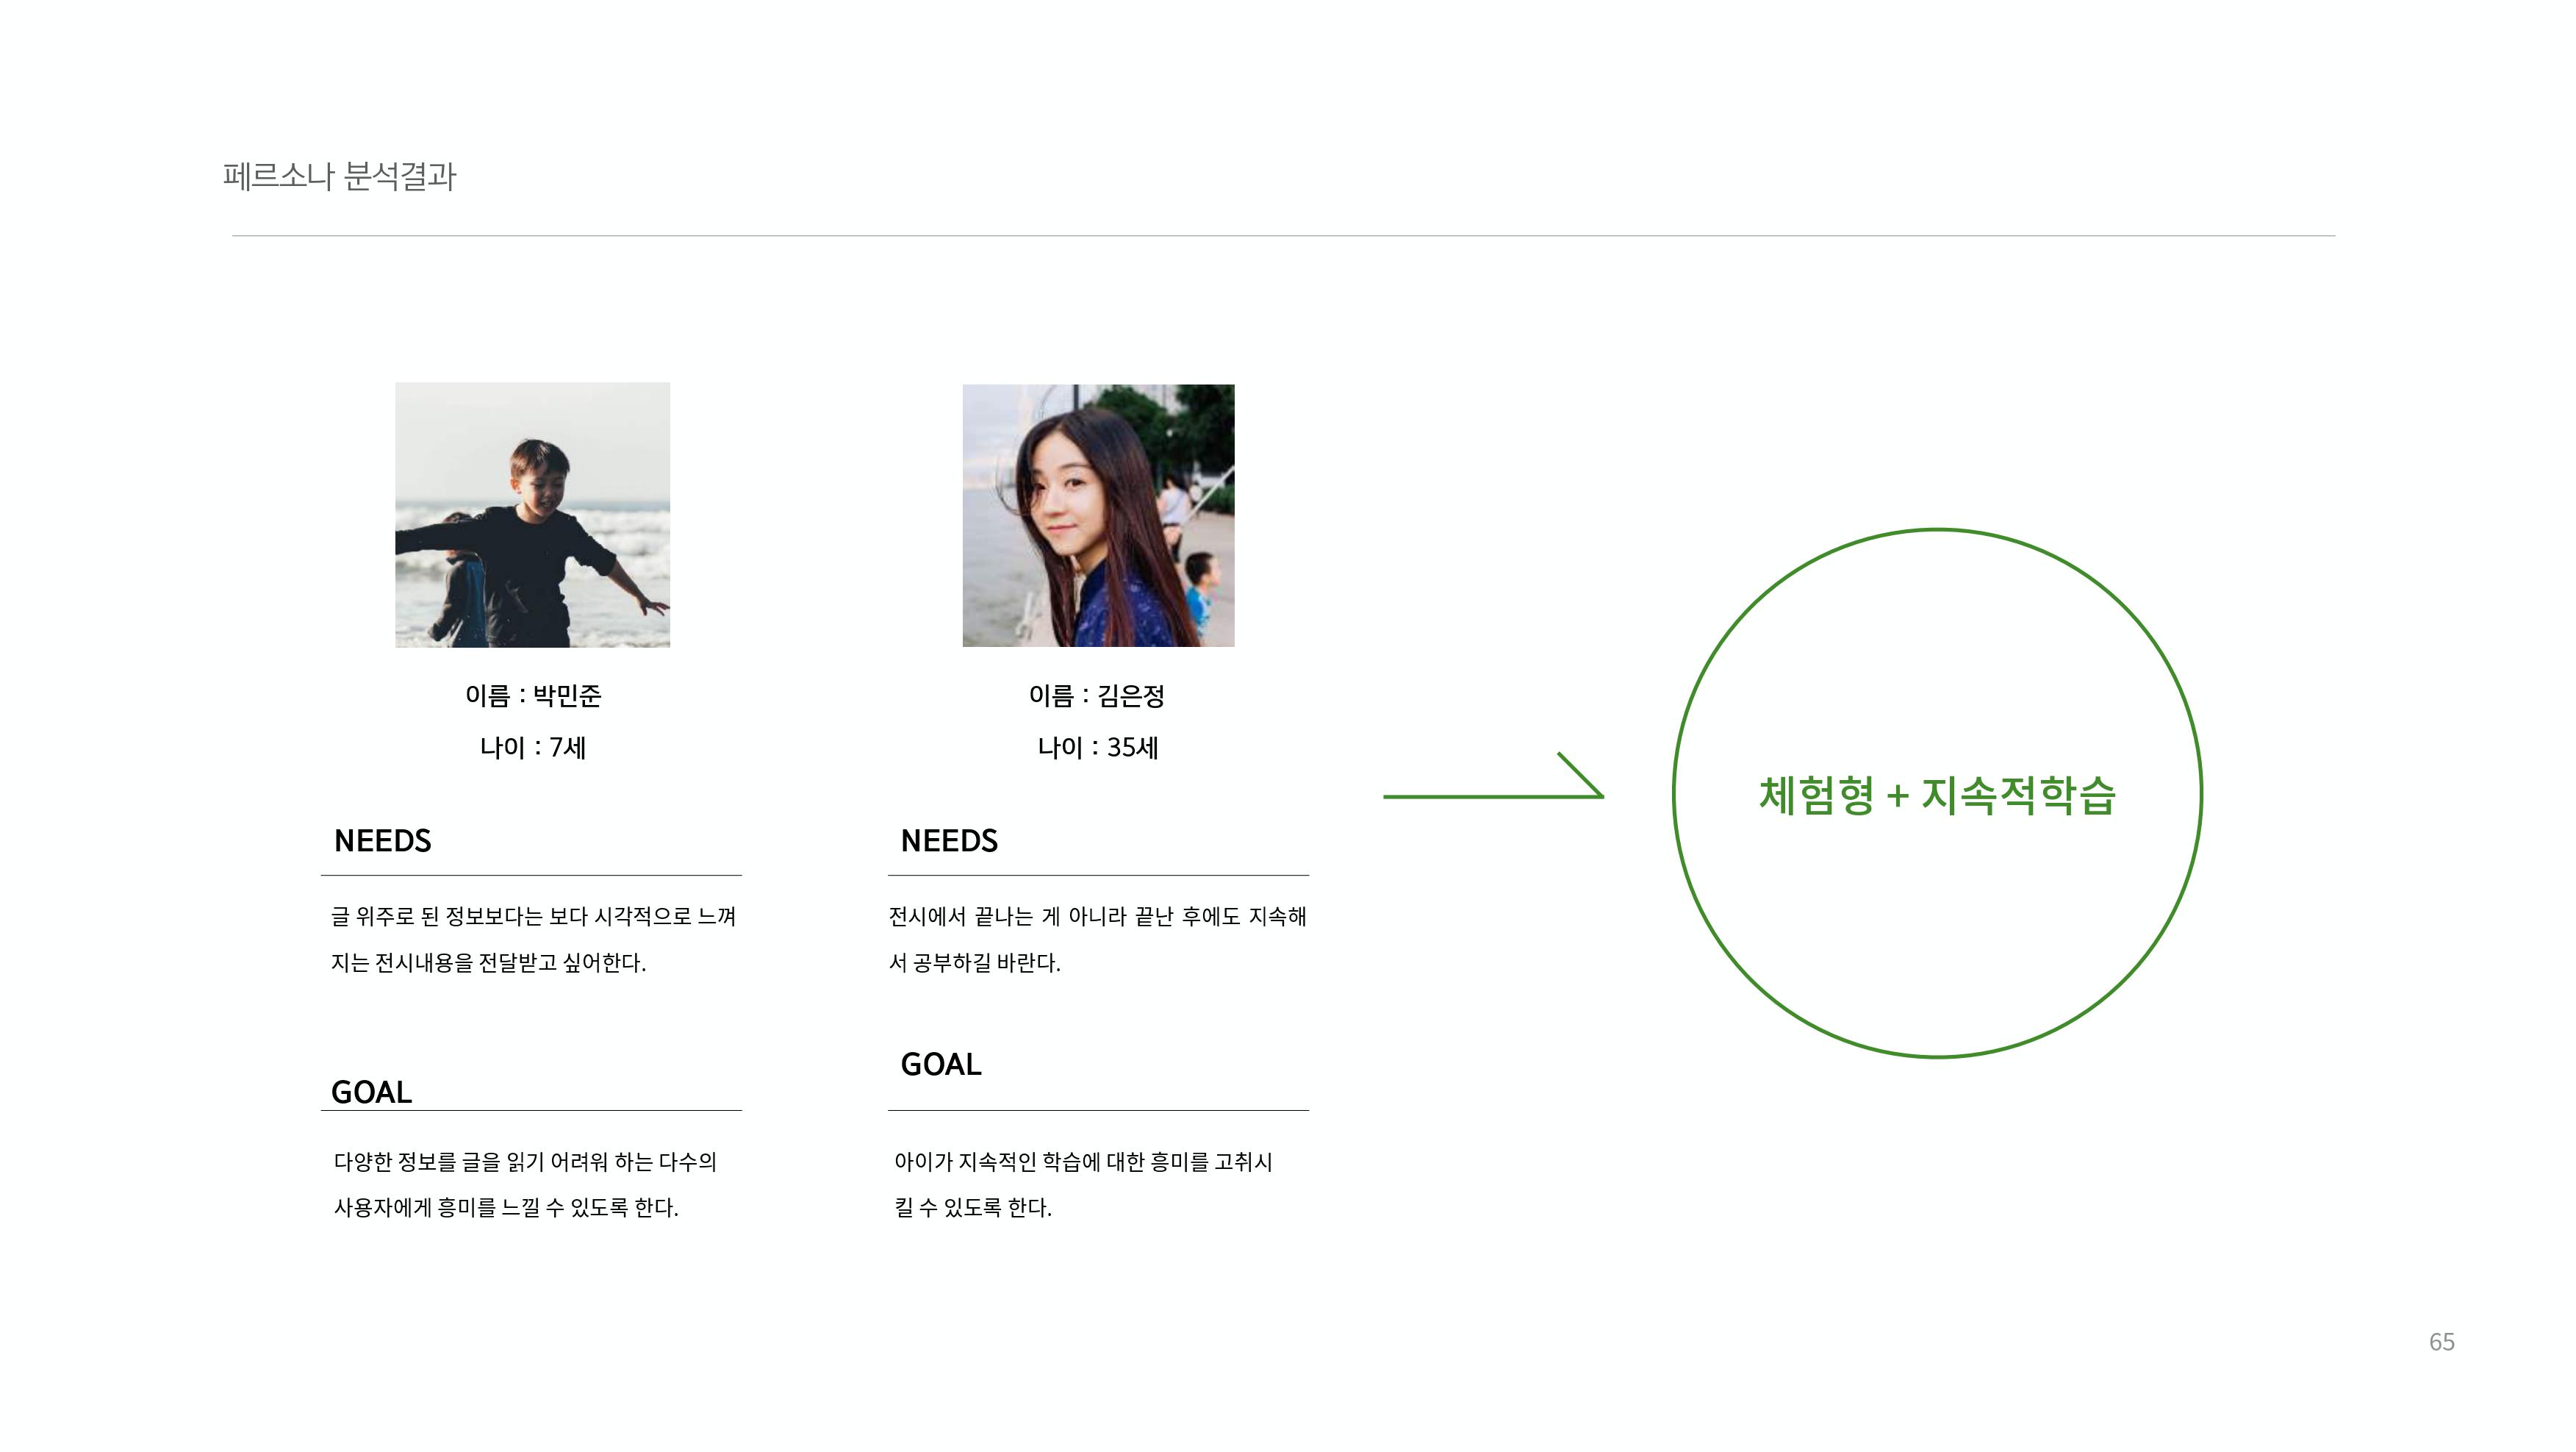 페르소나 분석결과
이름 : 박민준
나이 : 7세
NEEDS
글 위주로 된 정보보다는 보다 시각적으로 느껴
지는 전시내용을 전달받고 싶어한다.
GOAL
다양한 정보를 글을 읽기 어려워 하는 다수의
사용자에게 흥미를 느낄 수 있도록 한다.
이름 : 김은정
나이 : 35세
NEEDS
전시에서 끝나는 게 아니라 끝난 후에도 지속해
서 공부하길 바란다.
GOAL
아이가 지속적인 학습에 대한 흥미를 고취시
킬 수 있도록 한다.
체험형 + 지속적학습
65